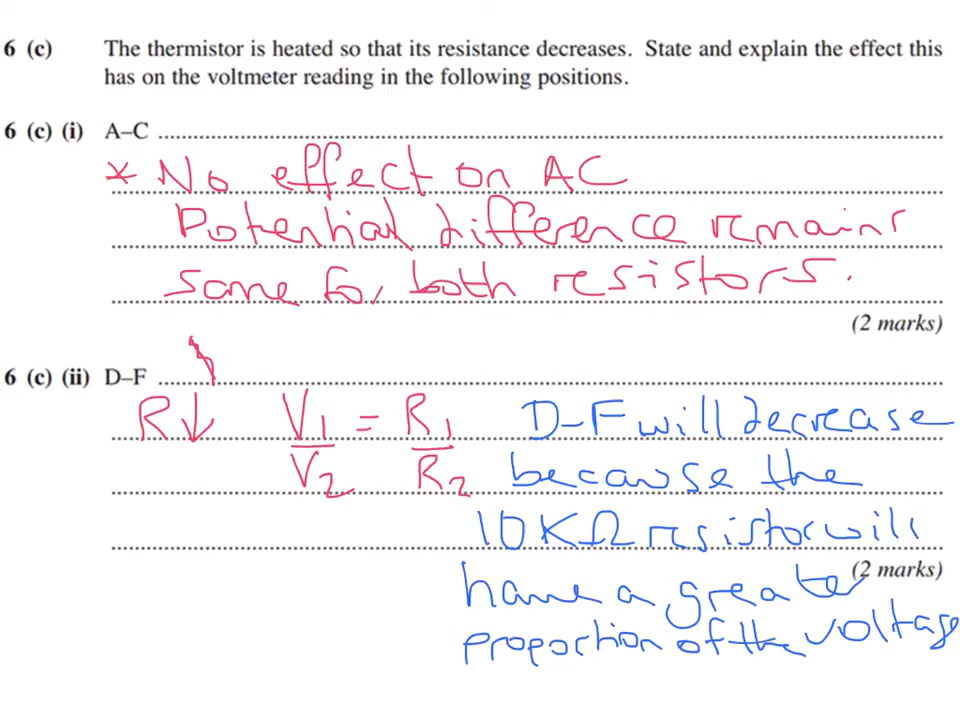 6 (c) The thermistor is heated so that its resistance decreases. State and explain the effect this
has on the voltmeter reading in the following positions.
6 (c) (i) A–C
* No effect on AC
Potential difference remains
same for both resistors.
(2 marks)
6 (c) (ii) D–F
R↓ V1/V2 = R1/R2
D-F will decrease
because the
10KΩ resistor will
have a greater
(2 marks)
proportion of the voltage